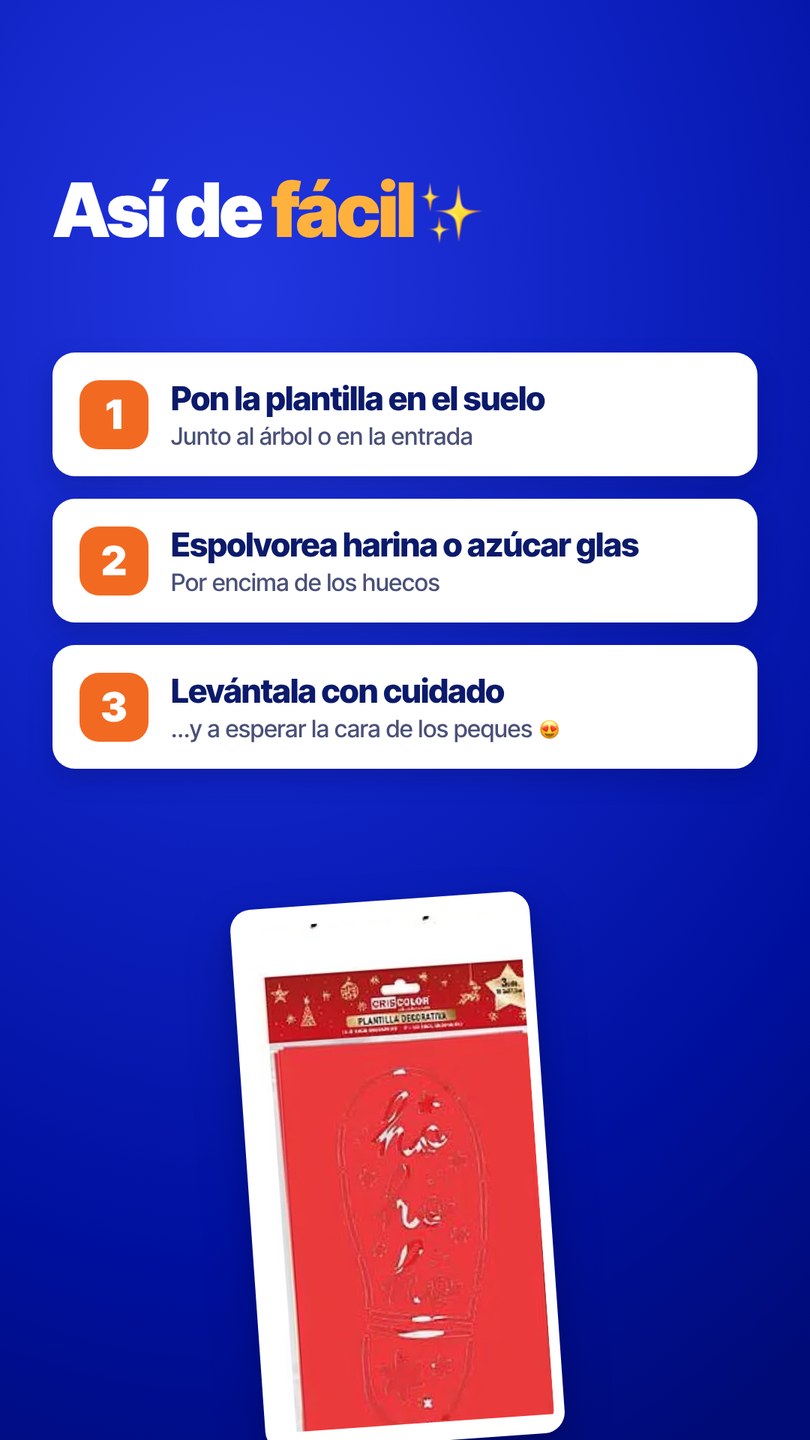 Así de fácil✨
1
Pon la plantilla en el suelo
Junto al árbol o en la entrada
2
Espolvorea harina o azúcar glas
Por encima de los huecos
3
Levántala con cuidado
...y a esperar la cara de los peques 😍
CRISCOLOR
PLANTILLA DECORATIVA
ho
ho